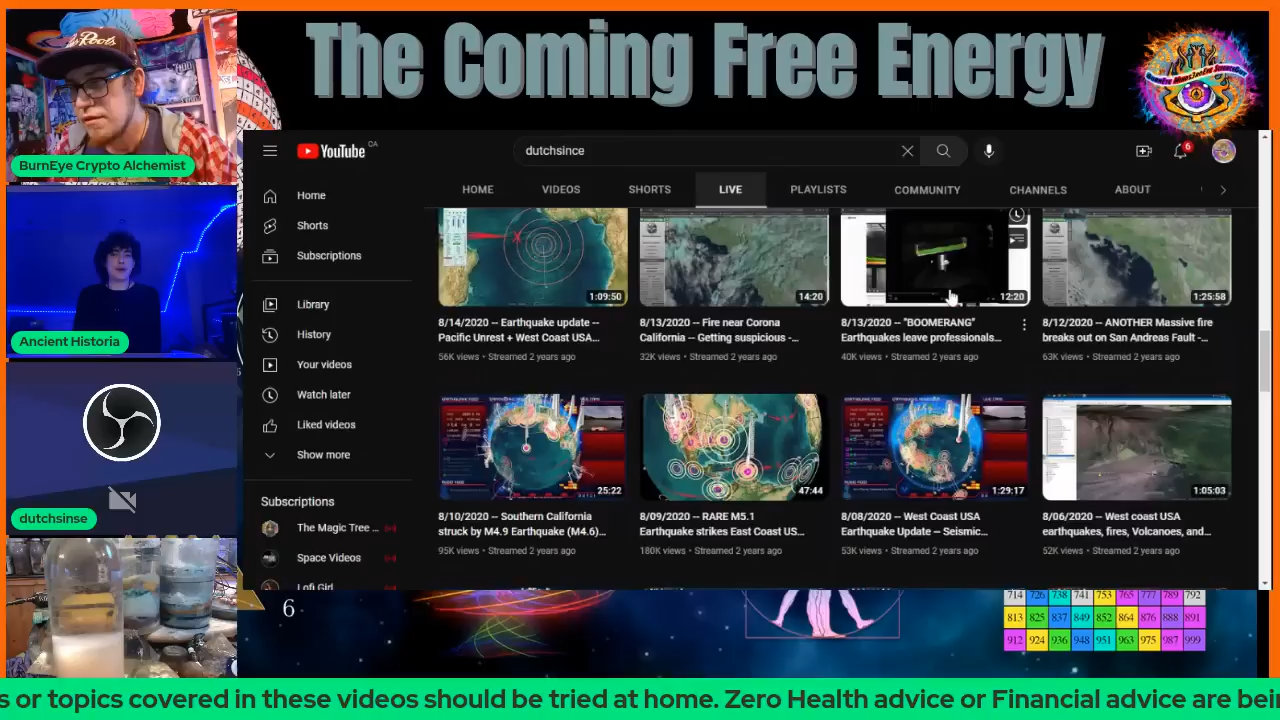 The Coming Free Energy
The Roots
BurnEye Crypto Alchemist
Ancient Historia
dutchsinse
YouTube CA
dutchsince
6
HOME
VIDEOS
SHORTS
LIVE
PLAYLISTS
COMMUNITY
CHANNELS
ABOUT
Home
Shorts
Subscriptions
Library
History
Your videos
Watch later
Liked videos
Show more
Subscriptions
The Magic Tree ...
Space Videos
Lofi Girl
1:09:50
14:20
12:20
1:25:58
8/14/2020 -- Earthquake update --
Pacific Unrest + West Coast USA...
56K views • Streamed 2 years ago
8/13/2020 -- Fire near Corona
California -- Getting suspicious -...
32K views • Streamed 2 years ago
8/13/2020 -- "BOOMERANG"
Earthquakes leave professionals...
40K views • Streamed 2 years ago
8/12/2020 -- ANOTHER Massive fire
breaks out on San Andreas Fault -...
63K views • Streamed 2 years ago
25:22
47:44
1:29:17
1:05:03
8/10/2020 -- Southern California
struck by M4.9 Earthquake (M4.6)...
95K views • Streamed 2 years ago
8/09/2020 -- RARE M5.1
Earthquake strikes East Coast US...
180K views • Streamed 2 years ago
8/08/2020 -- West Coast USA
Earthquake Update -- Seismic...
53K views • Streamed 2 years ago
8/06/2020 -- West coast USA
earthquakes, fires, Volcanoes, and...
52K views • Streamed 2 years ago
6
714 726 738 741 753 765 777 789 792
813 825 837 849 852 864 876 888 891
912 924 936 948 951 963 975 987 999
s or topics covered in these videos should be tried at home. Zero Health advice or Financial advice are bei